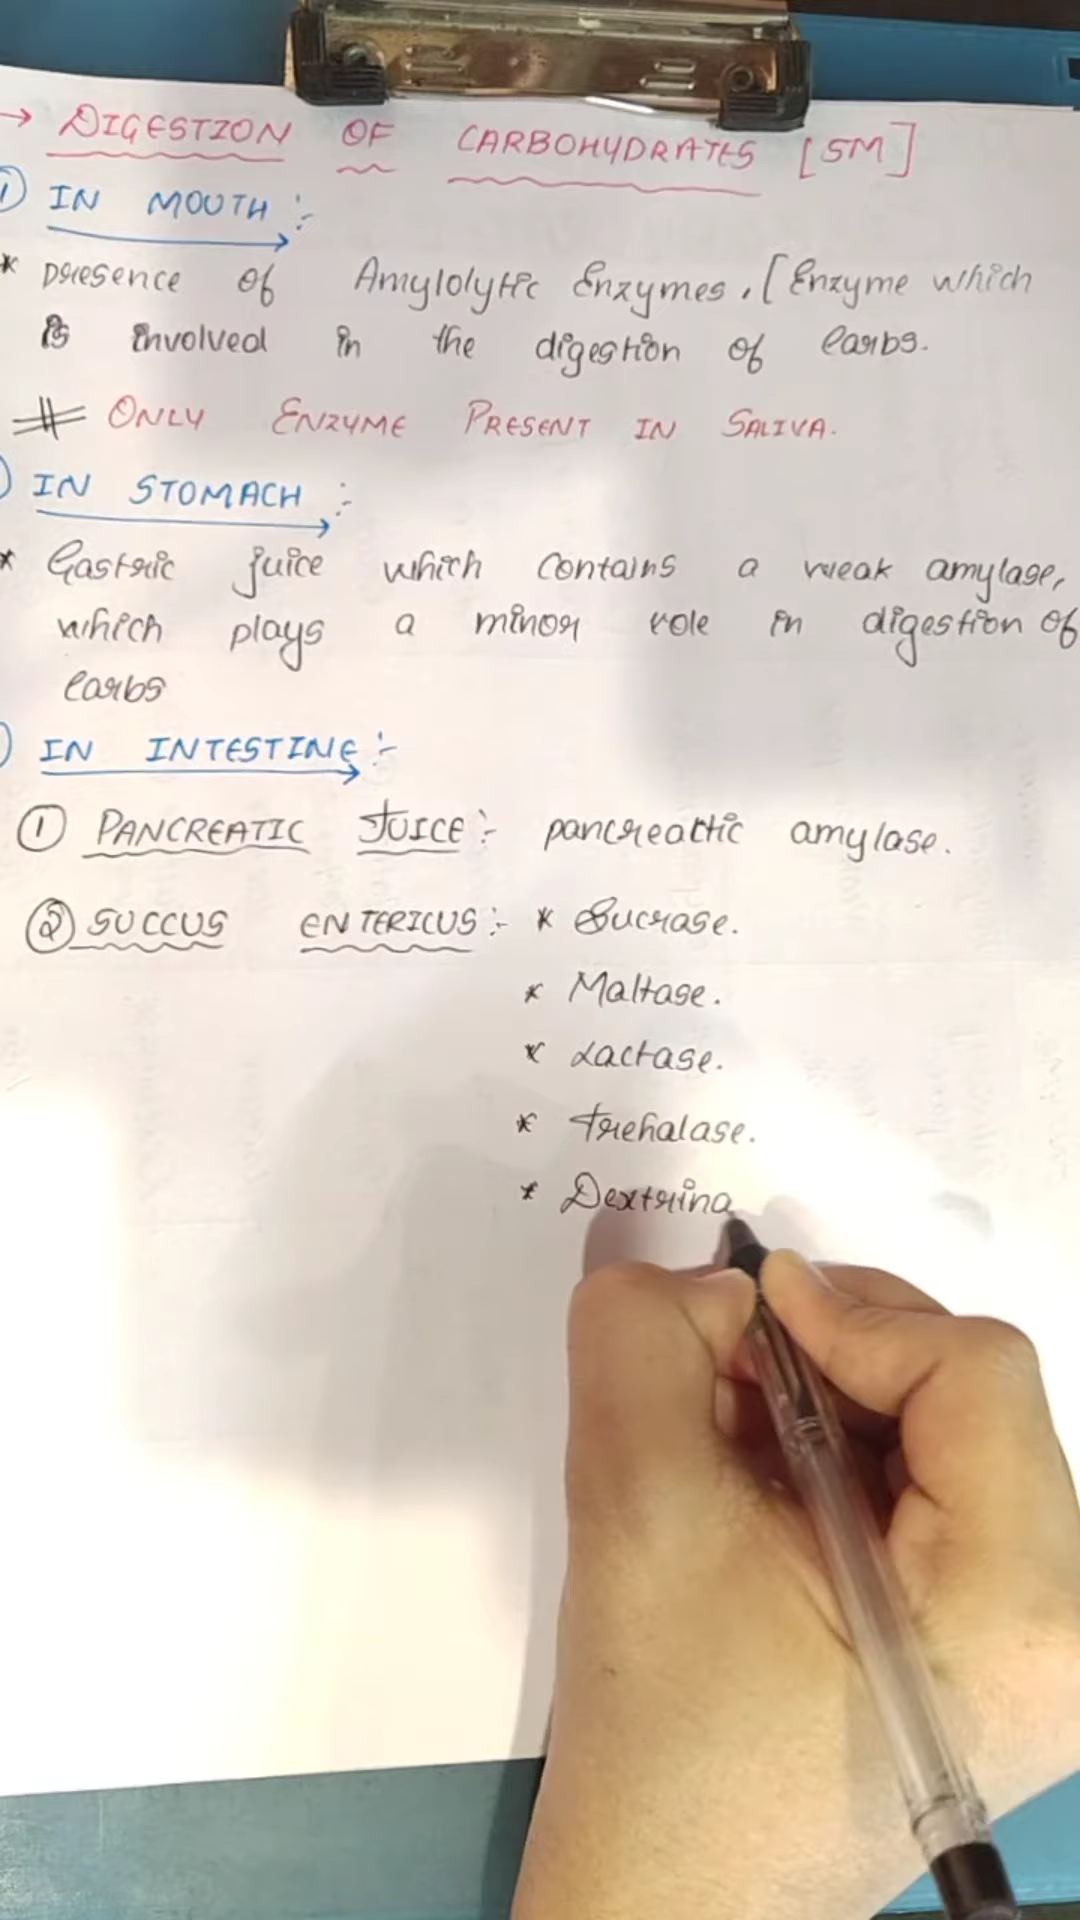 → DIGESTION OF CARBOHYDRATES [5M]
① IN MOUTH :-
* presence of Amylolytic Enzymes. [Enzyme which
is involved in the digestion of Carbs.
# ONLY ENZYME PRESENT IN SALIVA.
IN STOMACH :-
* Gastric juice which contains a weak amylase,
which plays a minor role in digestion of
Carbs
IN INTESTINE :-
① PANCREATIC JUICE :- pancreactic amylase.
② SUCCUS ENTERICUS :- * Sucrase.
* Maltase.
* Lactase.
* Trehalase.
* Dextrina